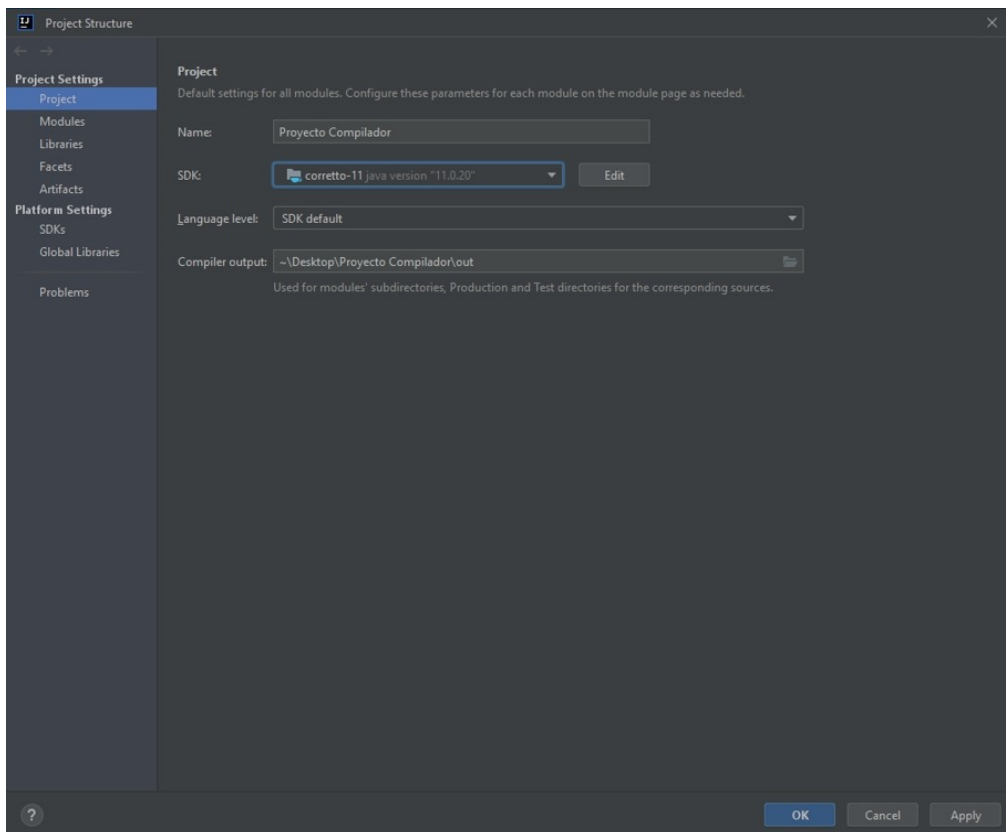 Project Structure
Project Settings
Project
Modules
Libraries
Facets
Artifacts
Platform Settings
SDKs
Global Libraries
Problems
Project
Default settings for all modules. Configure these parameters for each module on the module page as needed.
Name: Proyecto Compilador
SDK: corretto-11 java version "11.0.20" Edit
Language level: SDK default
Compiler output: ~\Desktop\Proyecto Compilador\out
Used for modules' subdirectories, Production and Test directories for the corresponding sources.
? OK Cancel Apply